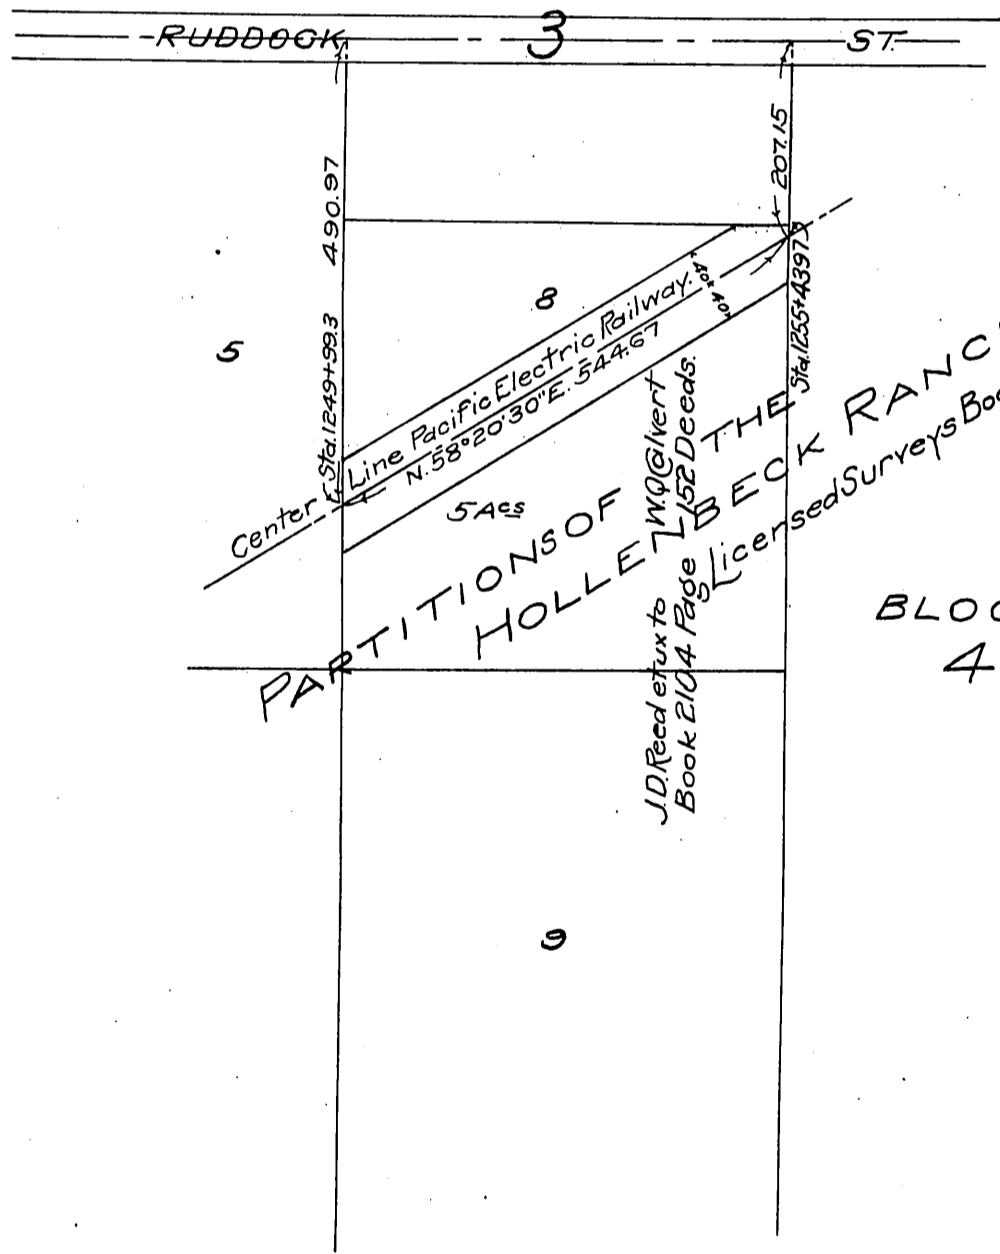 RUDDOCK 3 ST.
490.97
207.15
5
8
Sta. 1249+99.3
Sta. 1255+43.97
Center Line Pacific Electric Railway.
N. 58° 20' 30" E. 544.67
40' 40'
5 Acs
PARTITIONS OF THE
HOLLENBECK RANC
Licensed Surveys Boo
J.D. Reed et ux to
Book 2104 Page 152 Deeds.
BLOC
4
9